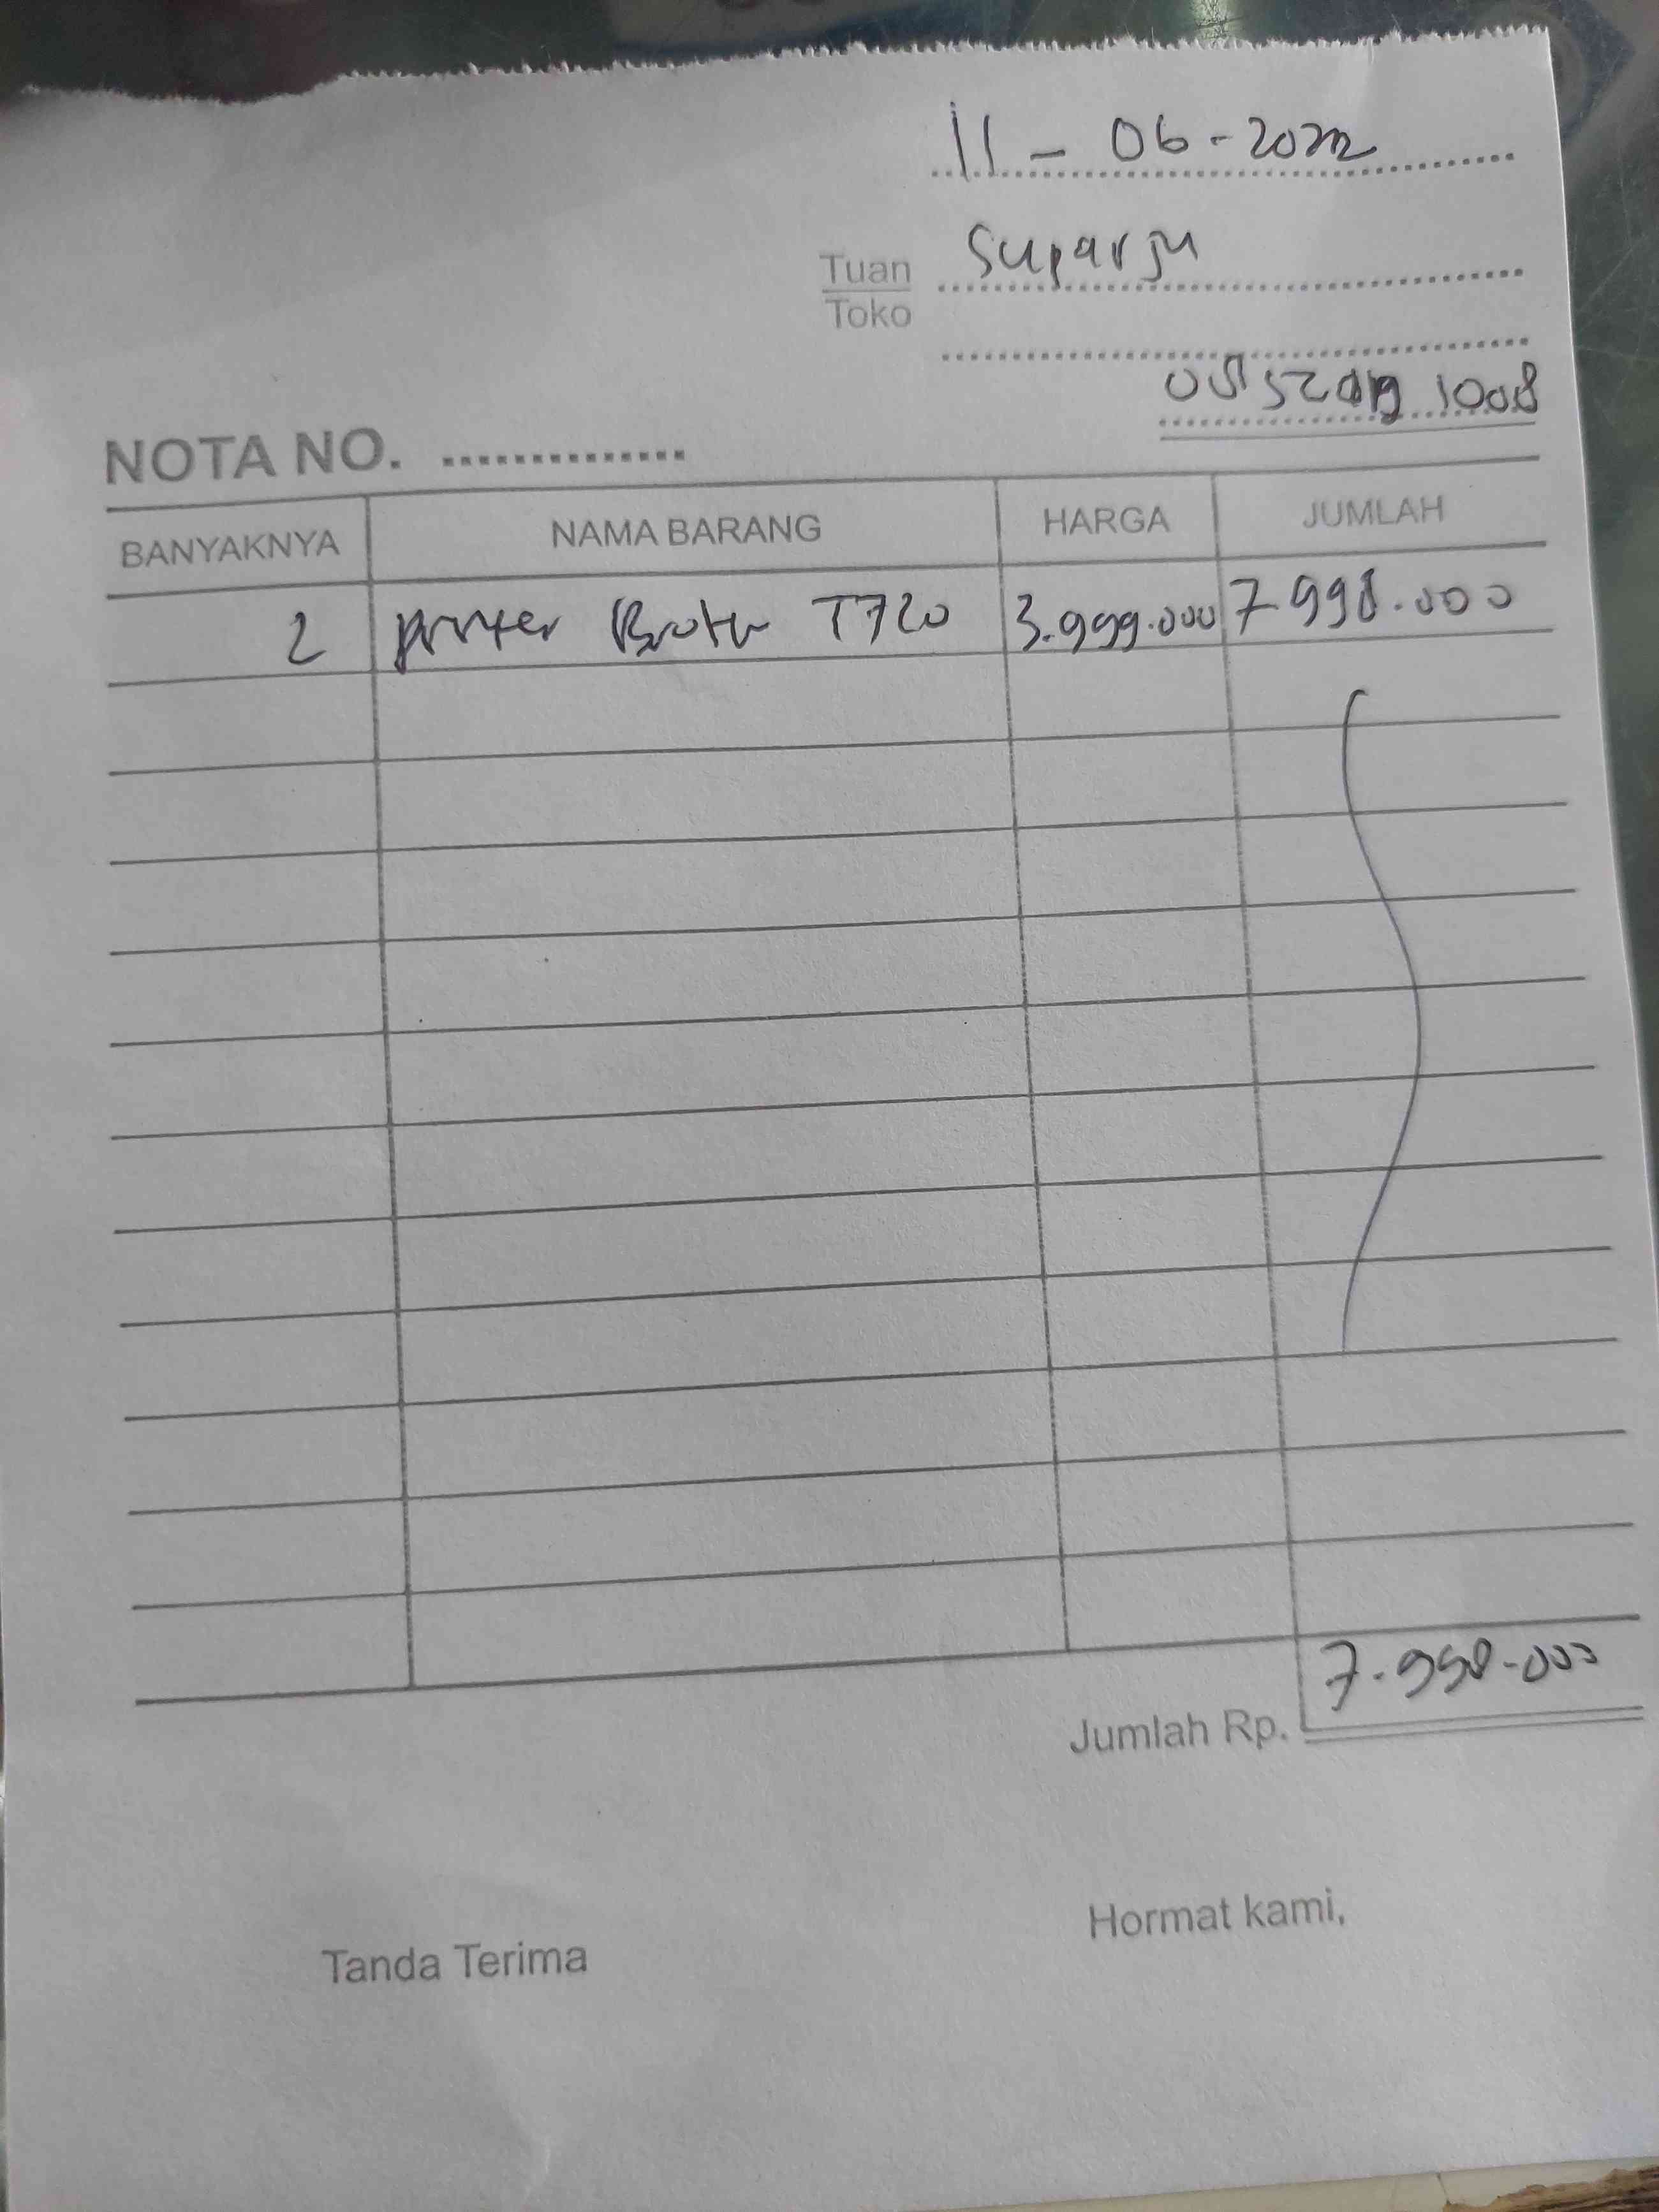 11 - 06 - 2022
Tuan Suparju
Toko
1008
NOTA NO. ...............
BANYAKNYA NAMA BARANG HARGA JUMLAH
2 printer Brother T720 3.999.000 7.998.000
Jumlah Rp. 7.998.000
Tanda Terima Hormat kami,